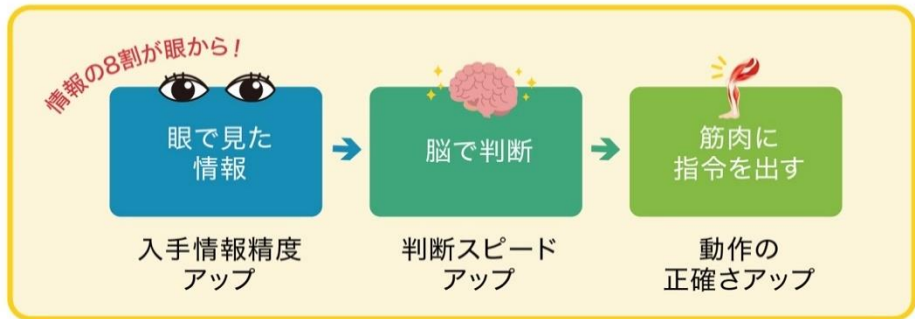 情報の8割が眼から!
眼で見た
情報
脳で判断
筋肉に
指令を出す
入手情報精度
アップ
判断スピード
アップ
動作の
正確さアップ